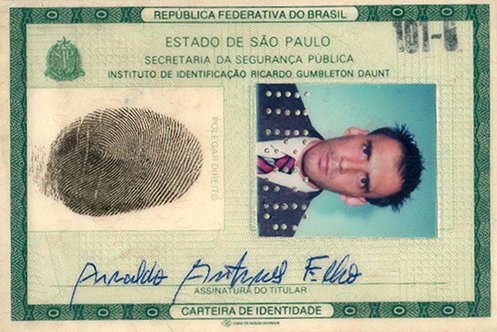 REPÚBLICA FEDERATIVA DO BRASIL
101-6
ESTADO DE SÃO PAULO
SECRETARIA DA SEGURANÇA PÚBLICA
INSTITUTO DE IDENTIFICAÇÃO RICARDO GUMBLETON DAUNT
POLEGAR DIREITO
Arnaldo Antunes Filho
ASSINATURA DO TITULAR
CARTEIRA DE IDENTIDADE